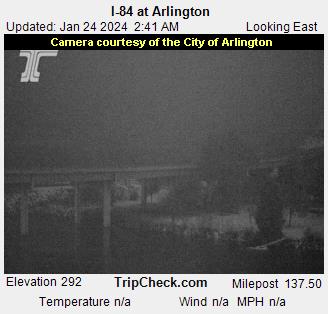 I-84 at Arlington
Updated: Jan 24 2024 2:41 AM Looking East
Camera courtesy of the City of Arlington
Elevation 292 TripCheck.com Milepost 137.50
Temperature n/a Wind n/a MPH n/a